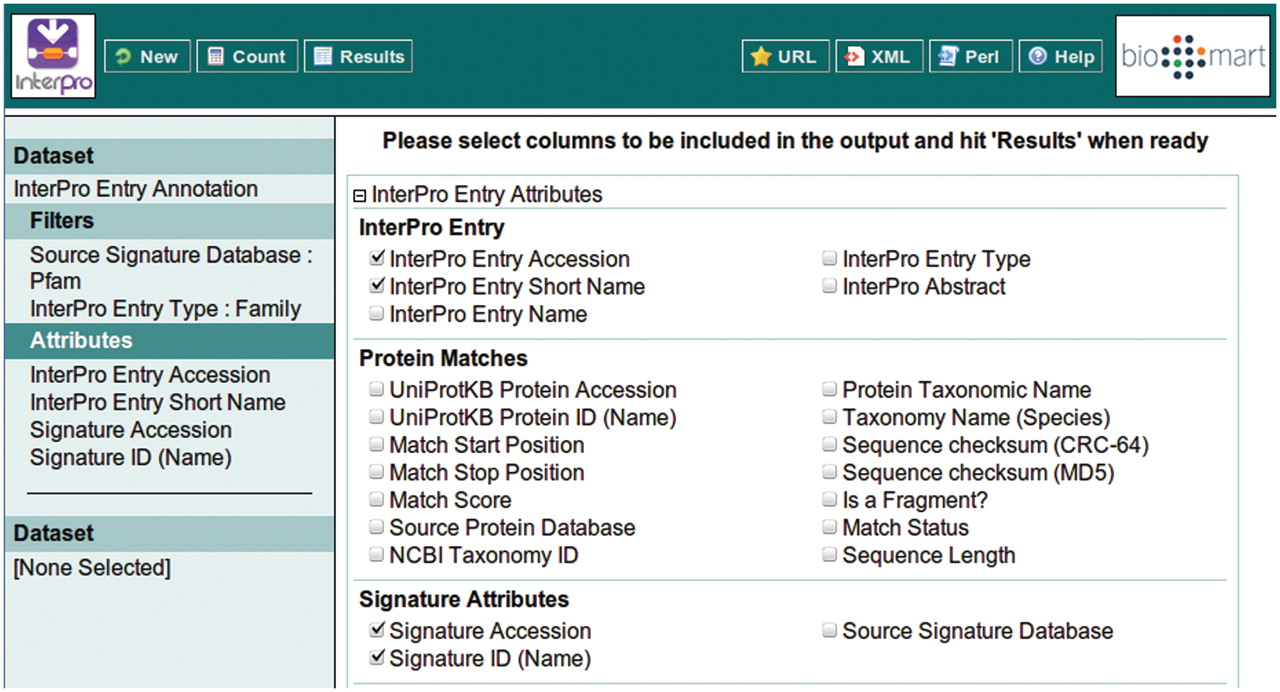 interpro
New
Count
Results
URL
XML
Perl
Help
bio mart
Dataset
InterPro Entry Annotation
Filters
Source Signature Database :
Pfam
InterPro Entry Type : Family
Attributes
InterPro Entry Accession
InterPro Entry Short Name
Signature Accession
Signature ID (Name)
Dataset
[None Selected]
Please select columns to be included in the output and hit 'Results' when ready
InterPro Entry Attributes
InterPro Entry
InterPro Entry Accession
InterPro Entry Short Name
InterPro Entry Name
InterPro Entry Type
InterPro Abstract
Protein Matches
UniProtKB Protein Accession
UniProtKB Protein ID (Name)
Match Start Position
Match Stop Position
Match Score
Source Protein Database
NCBI Taxonomy ID
Protein Taxonomic Name
Taxonomy Name (Species)
Sequence checksum (CRC-64)
Sequence checksum (MD5)
Is a Fragment?
Match Status
Sequence Length
Signature Attributes
Signature Accession
Signature ID (Name)
Source Signature Database